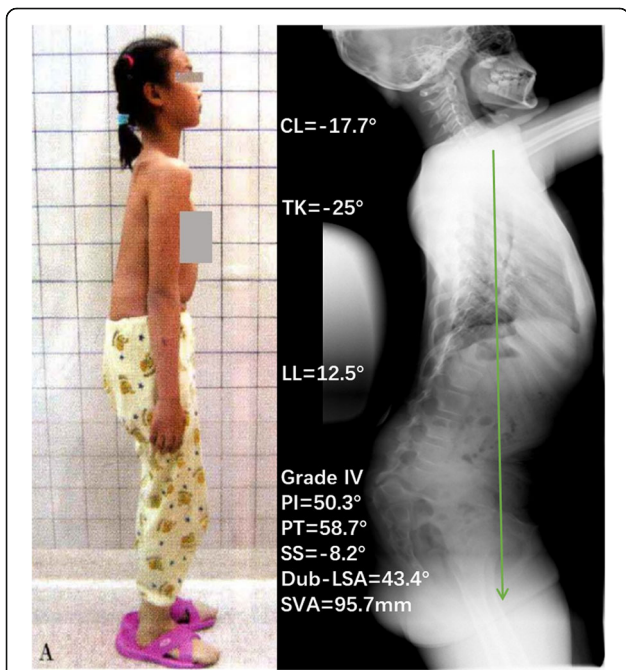 CL=-17.7°
TK=-25°
LL=12.5°
Grade IV
PI=50.3°
PT=58.7°
SS=-8.2°
Dub-LSA=43.4°
SVA=95.7mm
A